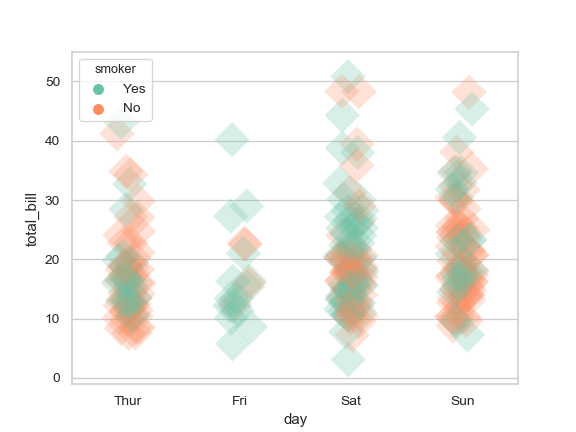 smoker
Yes
No
50
40
30
20
10
0
total_bill
Thur
Fri
Sat
Sun
day